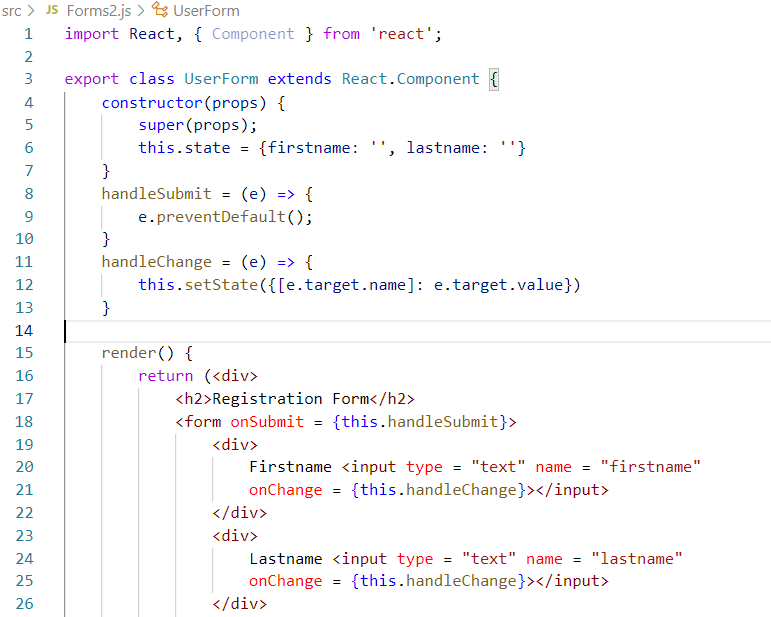 src > JS Forms2.js > UserForm
1 import React, { Component } from 'react';
2
3 export class UserForm extends React.Component {
4     constructor(props) {
5         super(props);
6         this.state = {firstname: '', lastname: ''}
7     }
8     handleSubmit = (e) => {
9         e.preventDefault();
10     }
11     handleChange = (e) => {
12         this.setState({[e.target.name]: e.target.value})
13     }
14
15     render() {
16         return (<div>
17             <h2>Registration Form</h2>
18             <form onSubmit = {this.handleSubmit}>
19                 <div>
20                     Firstname <input type = "text" name = "firstname"
21                     onChange = {this.handleChange}></input>
22                 </div>
23                 <div>
24                     Lastname <input type = "text" name = "lastname"
25                     onChange = {this.handleChange}></input>
26                 </div>